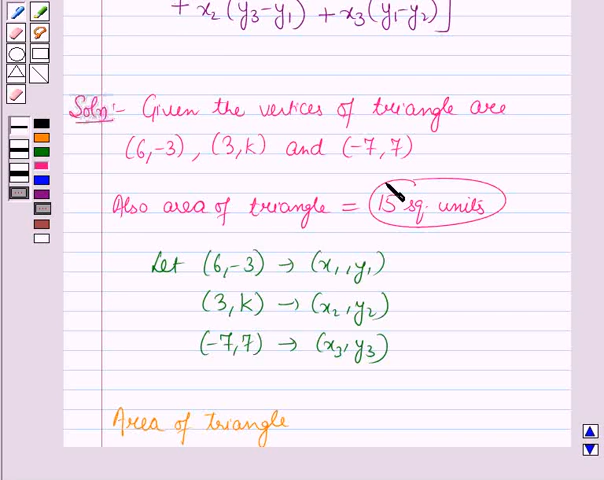 + x₂ (y₃-y₁) + x₃(y₁-y₂)]
Soln:- Given the vertices of triangle are
(6,-3) , (3,k) and (-7,7)
Also area of triangle = 15 sq. units
Let (6,-3) → (x₁,y₁)
(3,k) → (x₂,y₂)
(-7,7) → (x₃,y₃)
Area of triangle